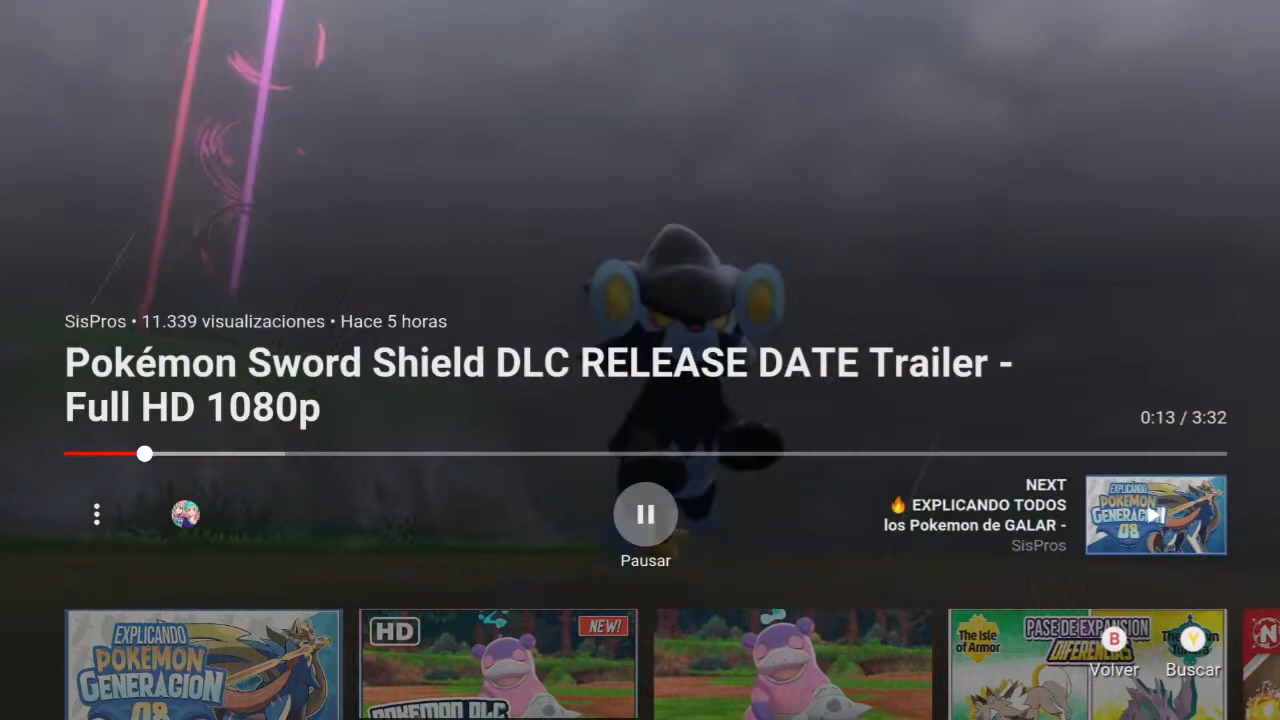 SisPros • 11.339 visualizaciones • Hace 5 horas
Pokémon Sword Shield DLC RELEASE DATE Trailer -
Full HD 1080p
0:13 / 3:32
NEXT
🔥 EXPLICANDO TODOS
los Pokemon de GALAR -
SisPros
EXPLICANDO
POKEMON
GENERACION
08
Pausar
EXPLICANDO
POKEMON
GENERACION
08
HD
NEW!
POKEMON DLC
The Isle
of Armor
PASE DE EXPANSION
DIFERENCIAS
B
Volver
Y
Buscar